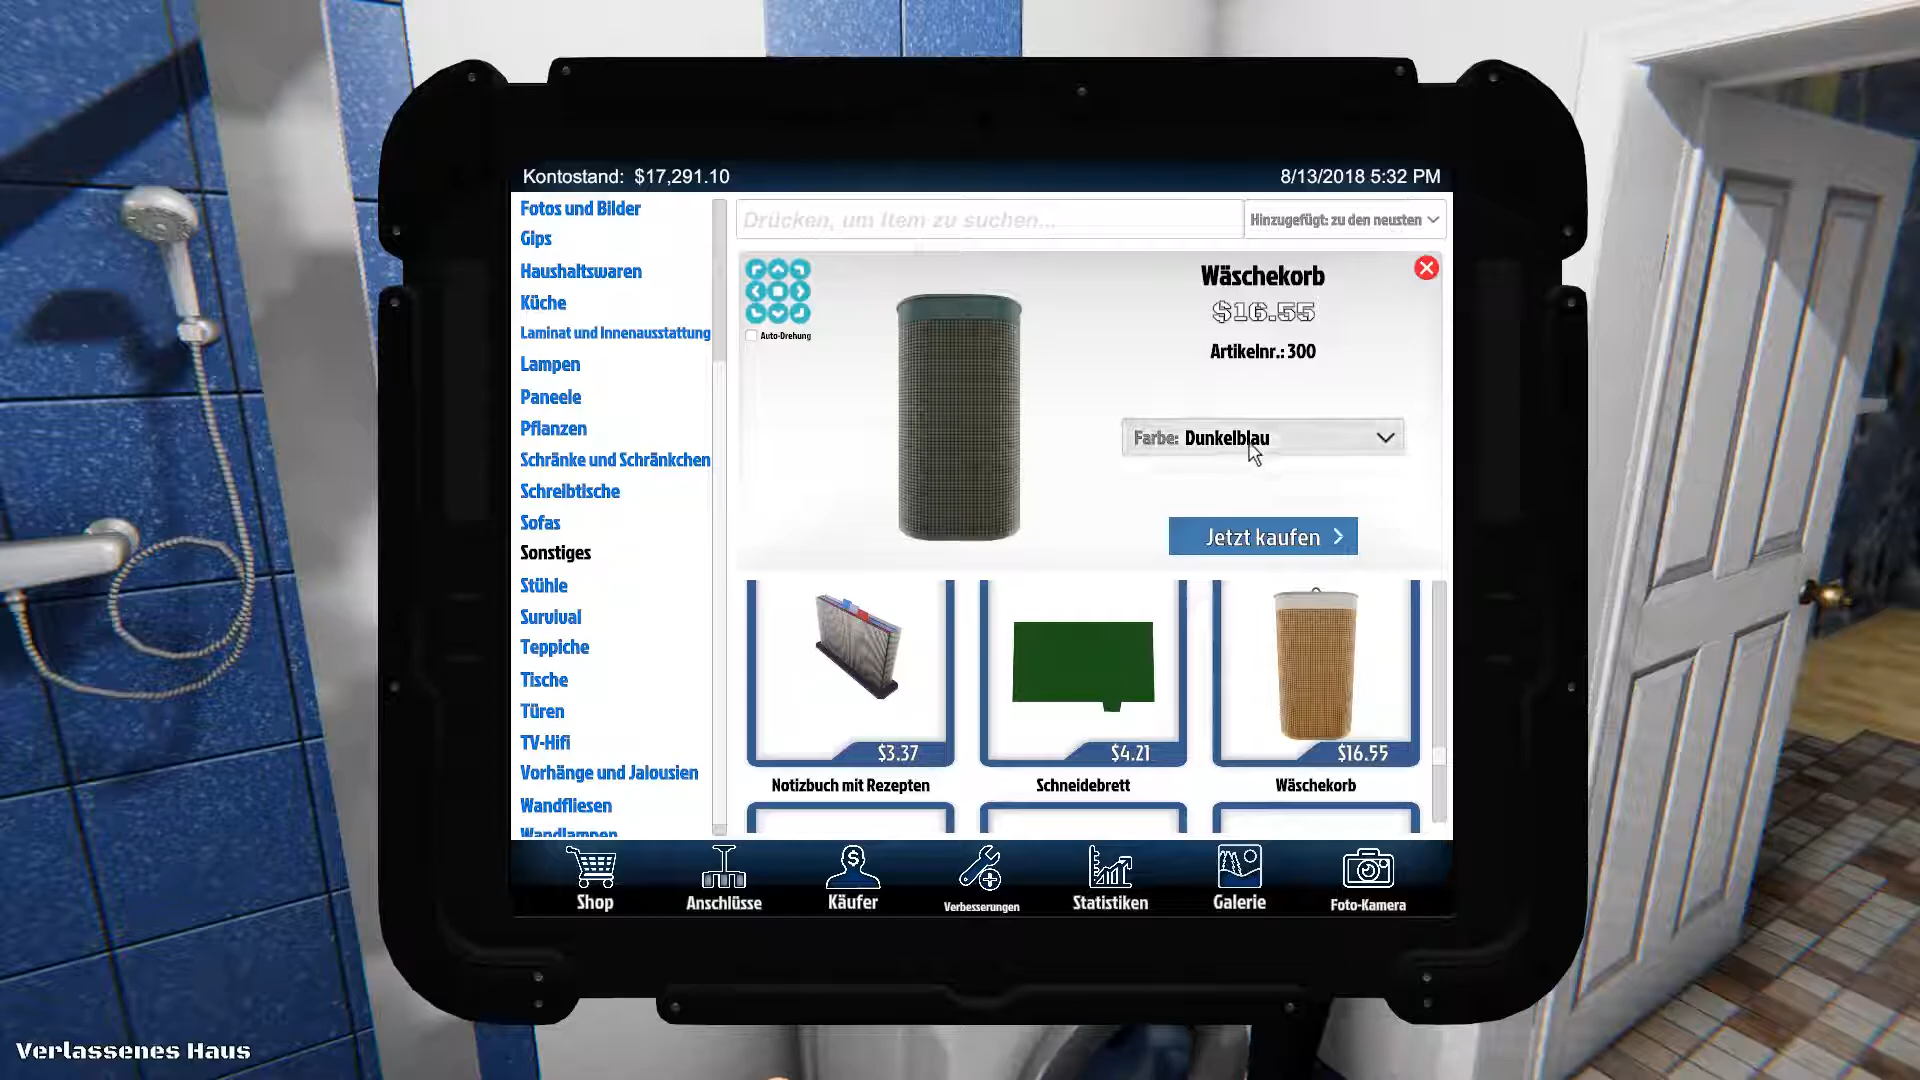 Kontostand: $17,291.10
8/13/2018 5:32 PM
Fotos und Bilder
Gips
Haushaltswaren
Küche
Laminat und Innenausstattung
Lampen
Paneele
Pflanzen
Schränke und Schränkchen
Schreibtische
Sofas
Sonstiges
Stühle
Survival
Teppiche
Tische
Türen
TV-Hifi
Vorhänge und Jalousien
Wandfliesen
Wandlampen
Drücken, um Item zu suchen...
Hinzugefügt: zu den neusten
Auto-Drehung
Wäschekorb
$16.55
Artikelnr.: 300
Farbe: Dunkelblau
Jetzt kaufen
$3.37
$4.21
$16.55
Notizbuch mit Rezepten
Schneidebrett
Wäschekorb
Shop
Anschlüsse
Käufer
Verbesserungen
Statistiken
Galerie
Foto-Kamera
Verlassenes Haus